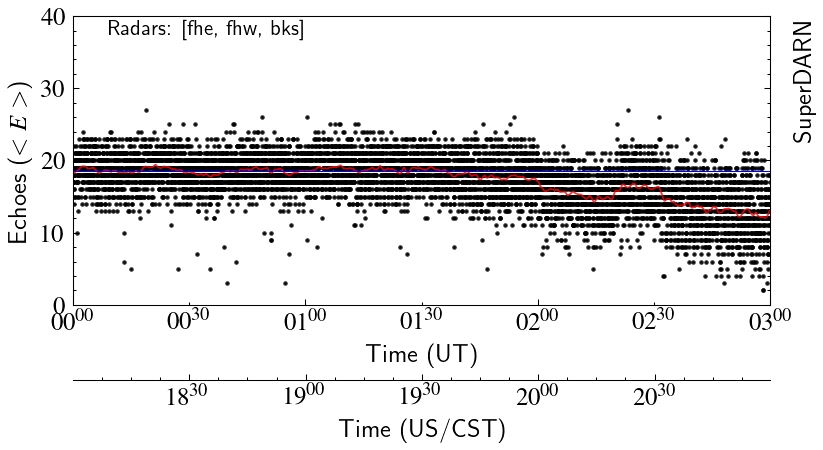 Radars: [fhe, fhw, bks]
SuperDARN
Echoes (< E >)
40
30
20
10
0
00⁰⁰ 00³⁰ 01⁰⁰ 01³⁰ 02⁰⁰ 02³⁰ 03⁰⁰
Time (UT)
18³⁰ 19⁰⁰ 19³⁰ 20⁰⁰ 20³⁰
Time (US/CST)